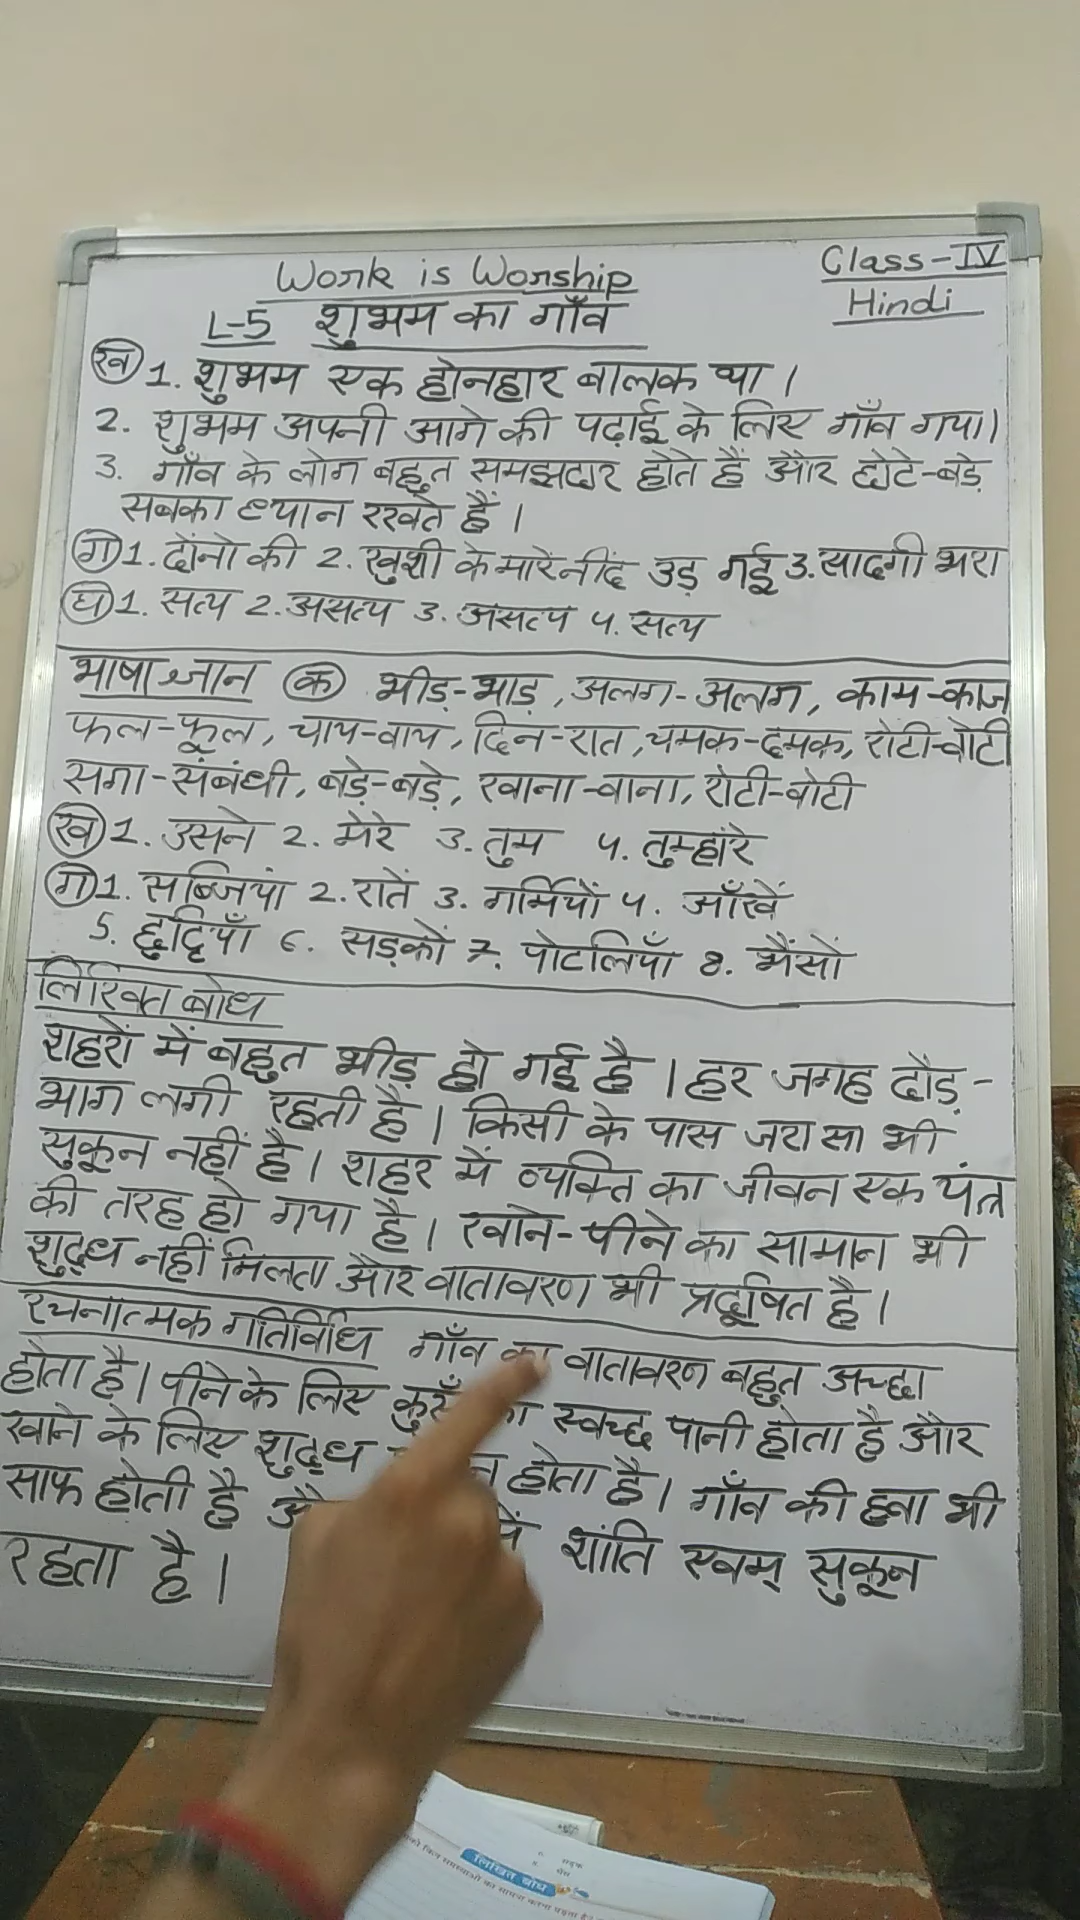 Work is Worship
Class-IV
Hindi
L-5 शुभम का गाँव
ख 1. शुभम एक होनहार बालक था ।
2. शुभम अपनी आगे की पढ़ाई के लिए गाँव गया।
3. गाँव के लोग बहुत समझदार होते हैं और छोटे-बड़े
सबका ध्यान रखते हैं ।
ग 1. दोंनो की 2. खुशी के मारे नींद उड़ गई 3. सादगी भरा
घ 1. सत्य 2. असत्य 3. असत्य 4. सत्य
भाषा ज्ञान क भीड़-भाड़, अलग-अलग, काम-काज
फल-फूल, चाय-वाय, दिन-रात, चमक-दमक, रोटी-वोटी
सगा-संबंधी, बड़े-बड़े, खाना-वाना, रोटी-वोटी
ख 1. उसने 2. मेरे 3. तुम 4. तुम्हारे
ग 1. सब्जियां 2. रातें 3. गर्मियों 4. आँखें
5. छुट्टियाँ 6. सड़कों 7. पोटलियाँ 8. भैंसों
लिखित बोध
शहरों में बहुत भीड़ हो गई है । हर जगह दौड़-
भाग लगी रहती है । किसी के पास जरा सा भी
सुकून नहीं है । शहर में व्यक्ति का जीवन एक यंत्र
की तरह हो गया है । खाने-पीने का सामान भी
शुद्ध नहीं मिलता और वातावरण भी प्रदूषित है ।
रचनात्मक गतिविधि गाँव का वातावरण बहुत अच्छा
होता है। पीने के लिए कुएँ का स्वच्छ पानी होता है और
खाने के लिए शुद्ध होता है। गाँव की हवा भी
साफ होती है शांति एवम् सुकून
रहता है ।
लिखित बोध